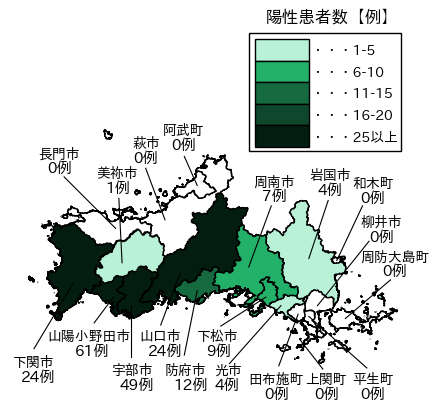 陽性患者数【例】
・・・1-5
・・・6-10
・・・11-15
・・・16-20
・・・25以上
阿武町
0例
萩市
0例
長門市
0例
美祢市
1例
周南市
7例
岩国市
4例
和木町
0例
柳井市
0例
周防大島町
0例
下関市
24例
山陽小野田市
61例
宇部市
49例
山口市
24例
防府市
12例
下松市
9例
光市
4例
田布施町
0例
上関町
0例
平生町
0例